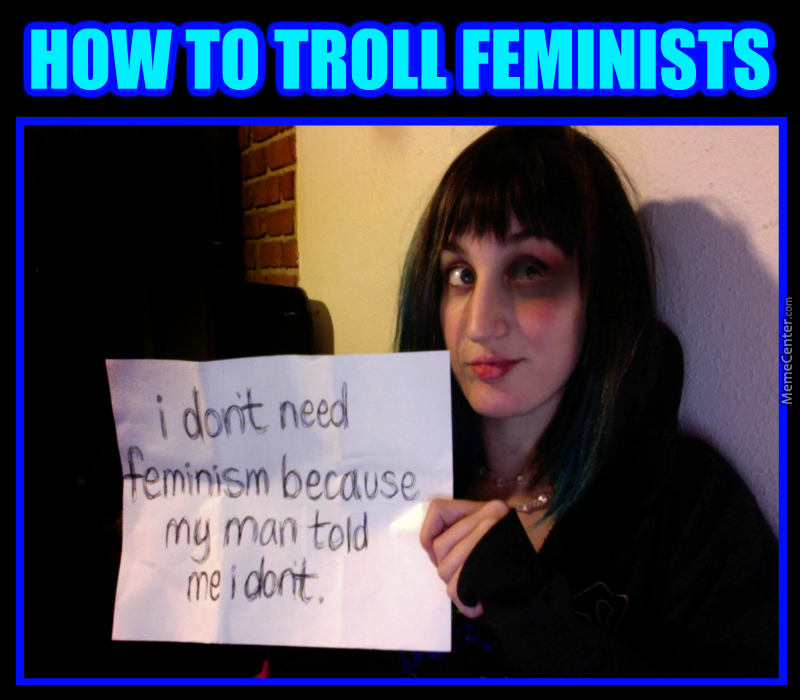 HOW TO TROLL FEMINISTS
i don't need
feminism because
my man told
me i don't.
MemeCenter.com